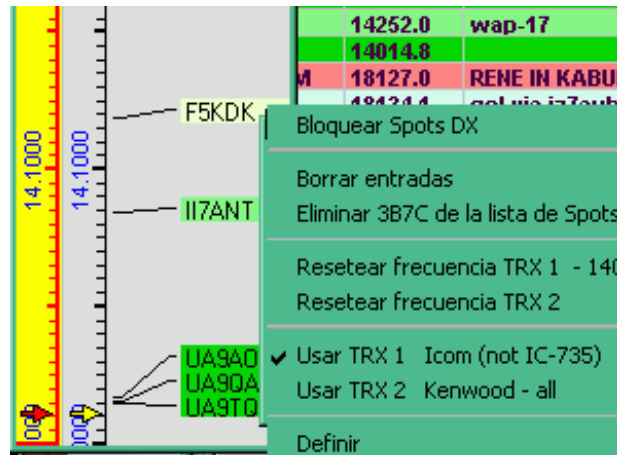 14252.0 wap-17
14014.8
M 18127.0 RENE IN KABU
F5KDK
14.1000
14.1000
II7ANT
UA9AO
UA9QA
UA9TQ
Bloquear Spots DX
Borrar entradas
Eliminar 3B7C de la lista de Spots
Resetear frecuencia TRX 1 - 140
Resetear frecuencia TRX 2
Usar TRX 1 Icom (not IC-735)
Usar TRX 2 Kenwood - all
Definir